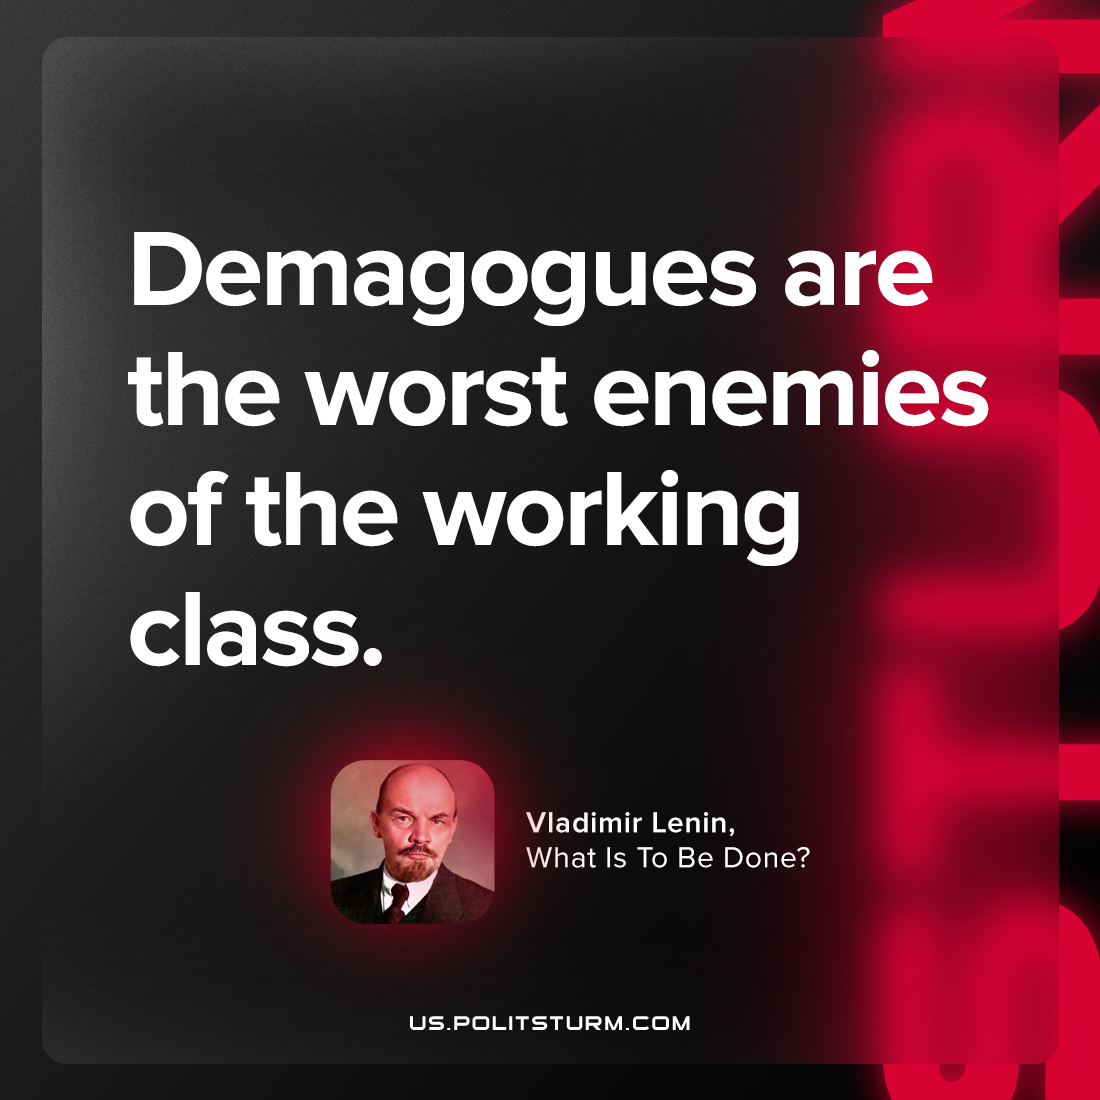 Demagogues are
the worst enemies
of the working
class.
Vladimir Lenin,
What Is To Be Done?
US.POLITSTURM.COM